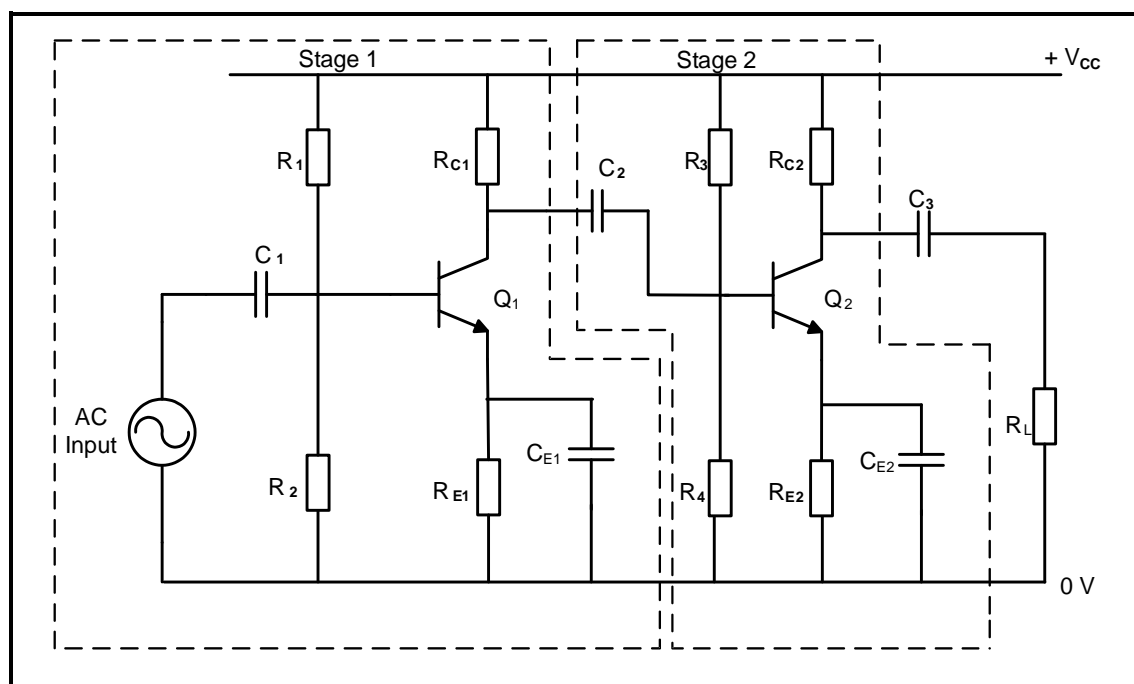 Stage 1
Stage 2
+ VCC
R1
RC1
C2
R3
RC2
C3
C1
Q1
Q2
AC
Input
R2
RE1
CE1
R4
RE2
CE2
RL
0 V